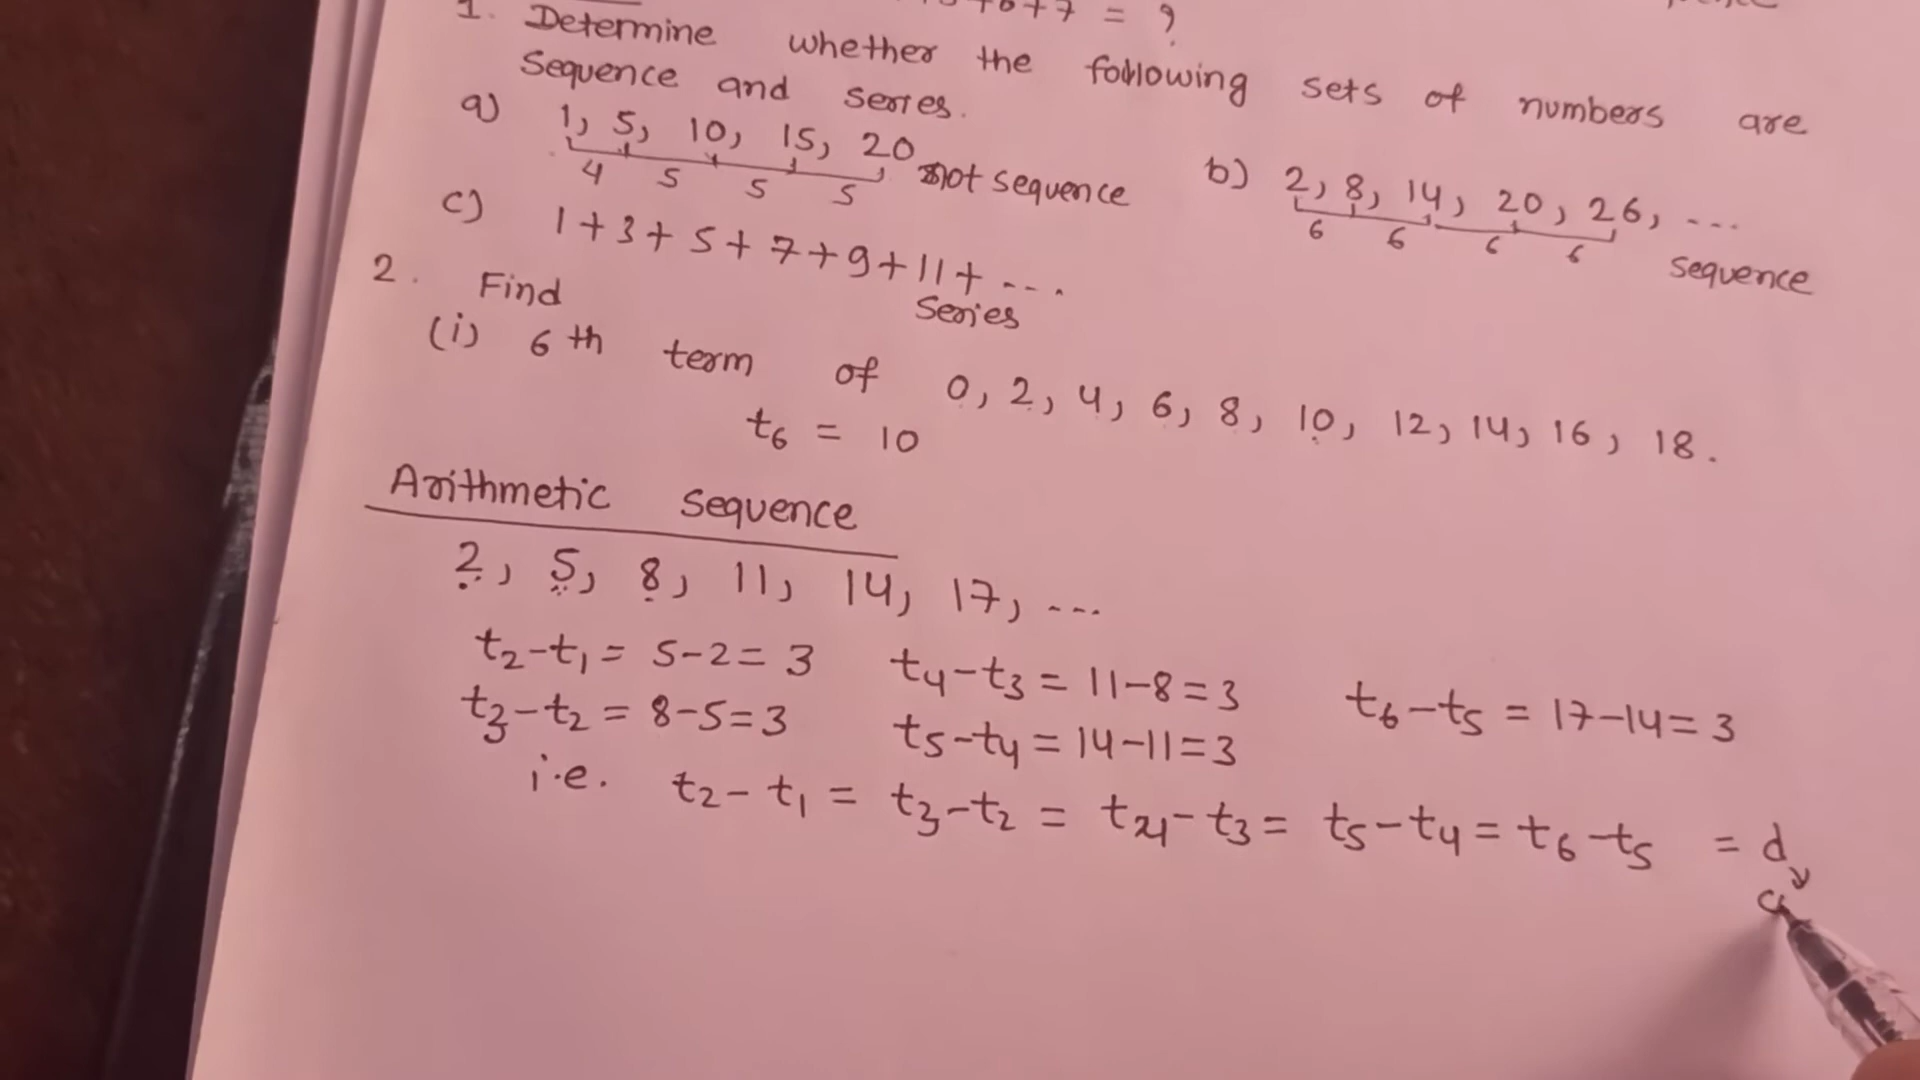 +6+7 = ?
1. Determine whether the following sets of numbers are
Sequence and series.
a) 1, 5, 10, 15, 20 not sequence
4 5 5 5
b) 2, 8, 14, 20, 26, ...
6 6 6 6 sequence
c) 1+3+5+7+9+11+ ...
Series
2. Find
(i) 6th term of 0, 2, 4, 6, 8, 10, 12, 14, 16, 18.
t6 = 10
Arithmetic sequence
2, 5, 8, 11, 14, 17, ...
t2-t1 = 5-2 = 3 t4-t3 = 11-8 = 3 t6-t5 = 17-14 = 3
t3-t2 = 8-5 = 3 t5-t4 = 14-11 = 3
i.e. t2-t1 = t3-t2 = t4-t3 = t5-t4 = t6-t5 = d